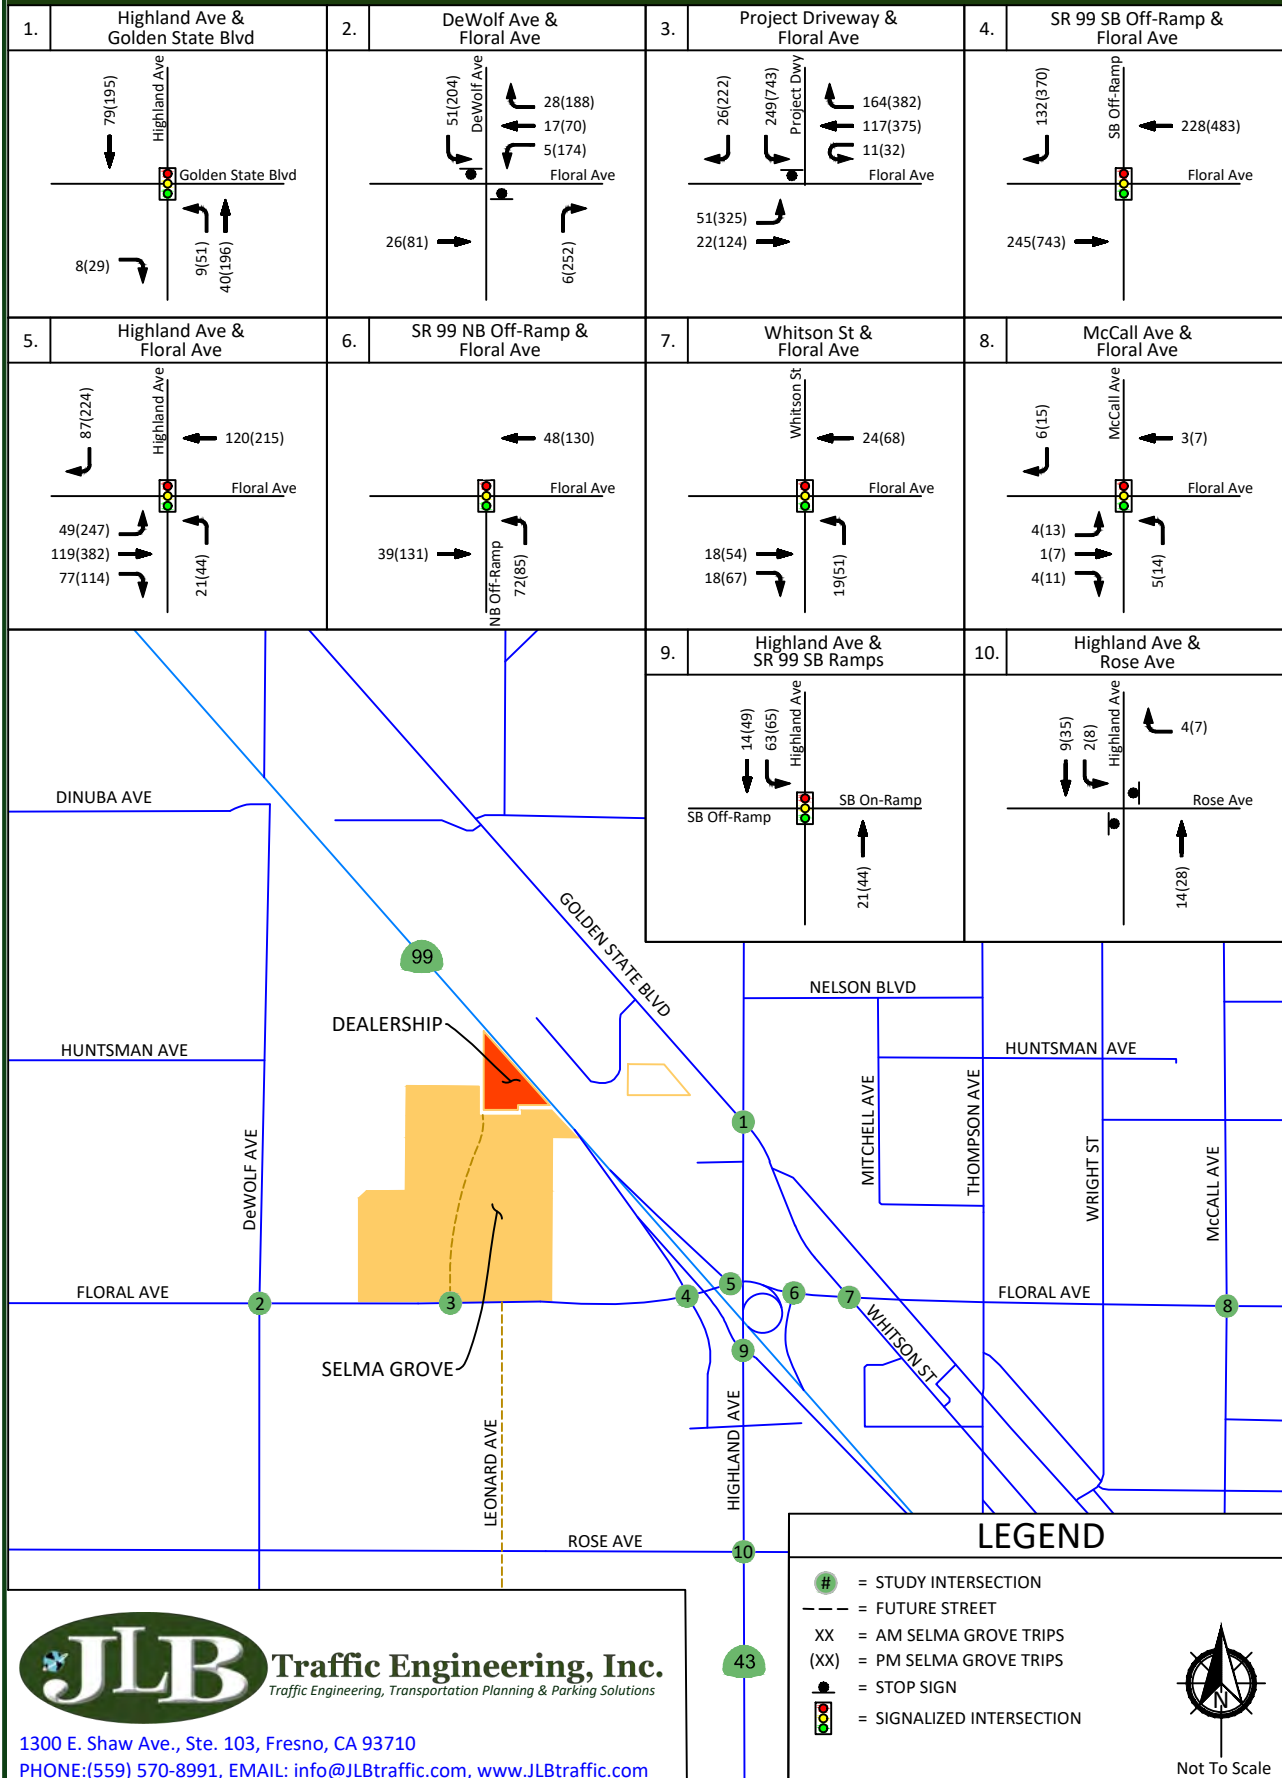 1.
Highland Ave &
Golden State Blvd
79(195)
Highland Ave
Golden State Blvd
8(29)
9(51)
40(196)
2.
DeWolf Ave &
Floral Ave
51(204)
DeWolf Ave
28(188)
17(70)
5(174)
Floral Ave
26(81)
6(252)
3.
Project Driveway &
Floral Ave
26(222)
249(743)
Project Dwy
164(382)
117(375)
11(32)
Floral Ave
51(325)
22(124)
4.
SR 99 SB Off-Ramp &
Floral Ave
132(370)
SB Off-Ramp
228(483)
Floral Ave
245(743)
5.
Highland Ave &
Floral Ave
87(224)
Highland Ave
120(215)
Floral Ave
49(247)
119(382)
77(114)
21(44)
6.
SR 99 NB Off-Ramp &
Floral Ave
48(130)
Floral Ave
39(131)
NB Off-Ramp
72(85)
7.
Whitson St &
Floral Ave
Whitson St
24(68)
Floral Ave
18(54)
18(67)
19(51)
8.
McCall Ave &
Floral Ave
6(15)
McCall Ave
3(7)
Floral Ave
4(13)
1(7)
4(11)
5(14)
9.
Highland Ave &
SR 99 SB Ramps
14(49)
63(65)
Highland Ave
SB On-Ramp
SB Off-Ramp
21(44)
10.
Highland Ave &
Rose Ave
9(35)
2(8)
Highland Ave
4(7)
Rose Ave
14(28)
DINUBA AVE
99
GOLDEN STATE BLVD
NELSON BLVD
DEALERSHIP
HUNTSMAN AVE
HUNTSMAN AVE
MITCHELL AVE
THOMPSON AVE
WRIGHT ST
McCALL AVE
DeWOLF AVE
1
FLORAL AVE
2
3
4
5
6
7
FLORAL AVE
8
9
WHITSON ST
SELMA GROVE
LEONARD AVE
HIGHLAND AVE
ROSE AVE
10
43
LEGEND
# = STUDY INTERSECTION
= FUTURE STREET
XX = AM SELMA GROVE TRIPS
(XX) = PM SELMA GROVE TRIPS
= STOP SIGN
= SIGNALIZED INTERSECTION
N
Not To Scale
JLB Traffic Engineering, Inc.
Traffic Engineering, Transportation Planning & Parking Solutions
1300 E. Shaw Ave., Ste. 103, Fresno, CA 93710
PHONE:(559) 570-8991, EMAIL: info@JLBtraffic.com, www.JLBtraffic.com